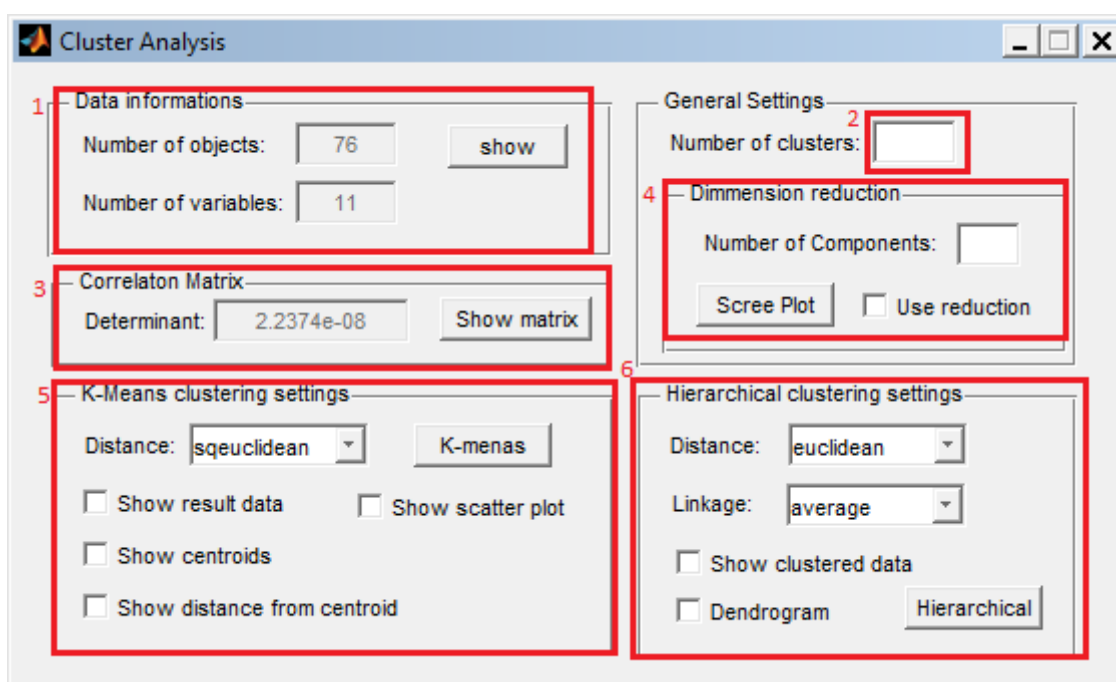 Cluster Analysis
1
Data informations
Number of objects: 76 show
Number of variables: 11
General Settings
2
Number of clusters:
4
Dimmension reduction
Number of Components:
Scree Plot Use reduction
3
Correlaton Matrix
Determinant: 2.2374e-08 Show matrix
5
K-Means clustering settings
Distance: sqeuclidean K-menas
Show result data Show scatter plot
Show centroids
Show distance from centroid
6
Hierarchical clustering settings
Distance: euclidean
Linkage: average
Show clustered data
Dendrogram Hierarchical